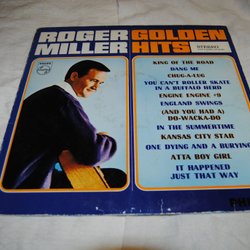 ROGER MILLER
GOLDEN HITS
STEREO
KING OF THE ROAD
DANG ME
CHUG-A-LUG
YOU CAN'T ROLLER SKATE
IN A BUFFALO HERD
ENGINE ENGINE #9
ENGLAND SWINGS
(AND YOU HAD A)
DO-WACKA-DO
IN THE SUMMERTIME
KANSAS CITY STAR
ONE DYING AND A BURYING
ATTA BOY GIRL
IT HAPPENED
JUST THAT WAY